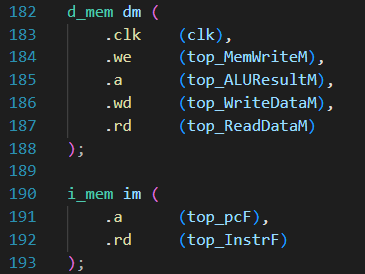 182 d_mem dm (
183 .clk (clk),
184 .we (top_MemWriteM),
185 .a (top_ALUResultM),
186 .wd (top_WriteDataM),
187 .rd (top_ReadDataM)
188 );
189
190 i_mem im (
191 .a (top_pcF),
192 .rd (top_InstrF)
193 );